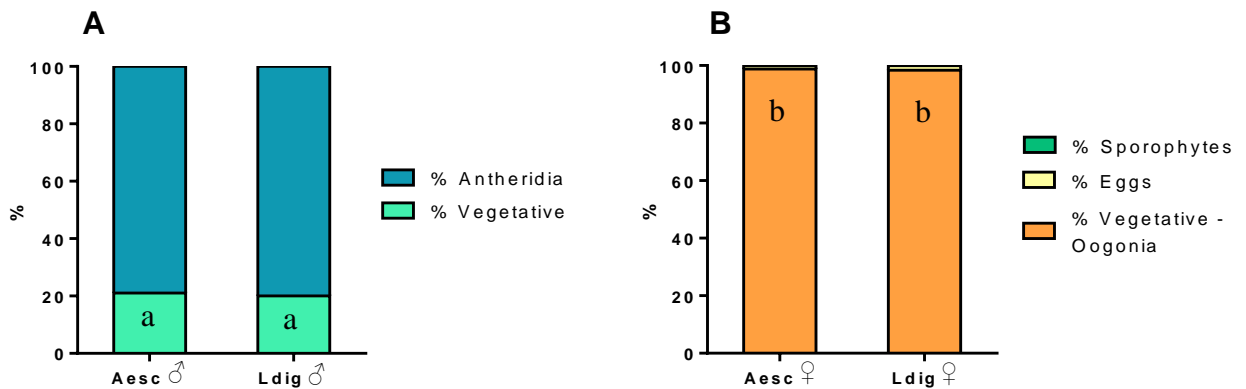 A
100
80
60
40
20
0
%
a
a
Aesc ♂
Ldig ♂
% Antheridia
% Vegetative
B
100
80
60
40
20
0
%
b
b
Aesc ♀
Ldig ♀
% Sporophytes
% Eggs
% Vegetative -
Oogonia